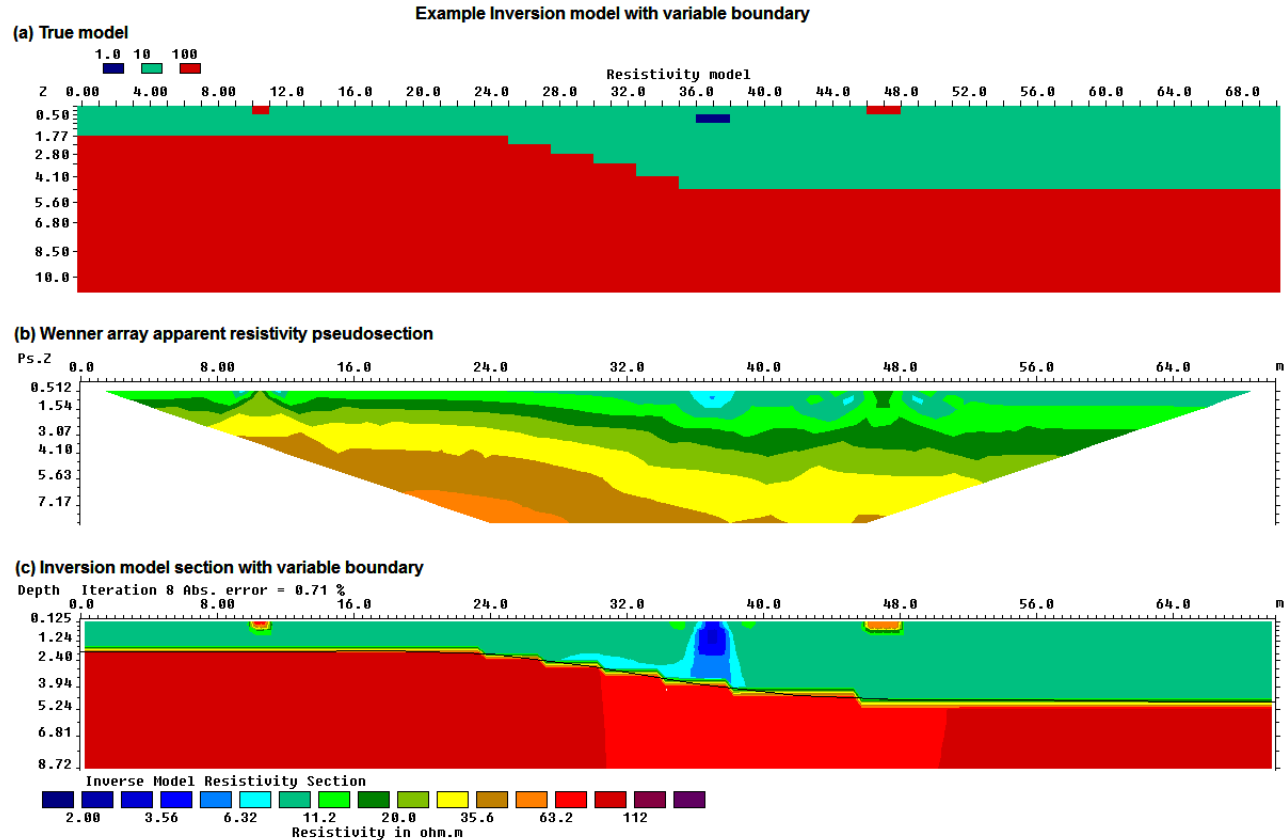 Example Inversion model with variable boundary
(a) True model
1.0 10 100
Resistivity model
Z 0.00 4.00 8.00 12.0 16.0 20.0 24.0 28.0 32.0 36.0 40.0 44.0 48.0 52.0 56.0 60.0 64.0 68.0
0.50
1.77
2.80
4.10
5.60
6.80
8.50
10.0
(b) Wenner array apparent resistivity pseudosection
Ps.Z
0.0 8.00 16.0 24.0 32.0 40.0 48.0 56.0 64.0 m
0.512
1.54
3.07
4.10
5.63
7.17
(c) Inversion model section with variable boundary
Depth Iteration 8 Abs. error = 0.71 %
0.0 8.00 16.0 24.0 32.0 40.0 48.0 56.0 64.0 m
0.125
1.24
2.40
3.94
5.24
6.81
8.72
Inverse Model Resistivity Section
2.00 3.56 6.32 11.2 20.0 35.6 63.2 112
Resistivity in ohm.m